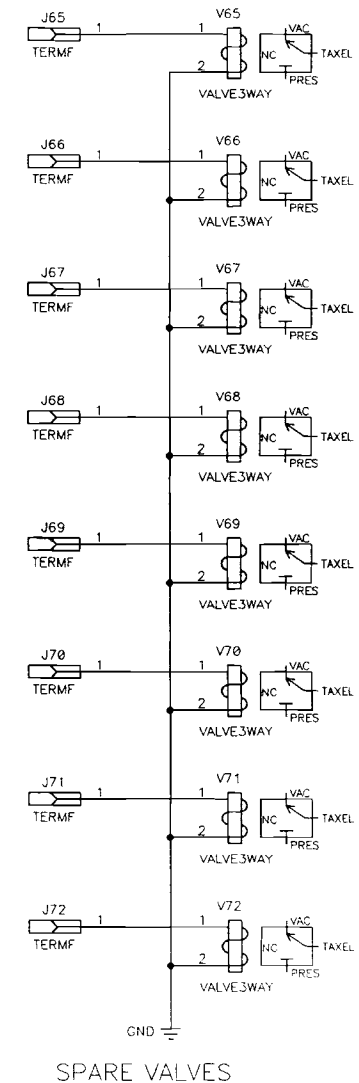 J65 1 1 V65 VAC
TERMF NC TAXEL
2 PRES
VALVE3WAY
J66 1 1 V66 VAC
TERMF NC TAXEL
2 PRES
VALVE3WAY
J67 1 1 V67 VAC
TERMF NC TAXEL
2 PRES
VALVE3WAY
J68 1 1 V68 VAC
TERMF NC TAXEL
2 PRES
VALVE3WAY
J69 1 1 V69 VAC
TERMF NC TAXEL
2 PRES
VALVE3WAY
J70 1 1 V70 VAC
TERMF NC TAXEL
2 PRES
VALVE3WAY
J71 1 1 V71 VAC
TERMF NC TAXEL
2 PRES
VALVE3WAY
J72 1 1 V72 VAC
TERMF NC TAXEL
2 PRES
VALVE3WAY
GND
SPARE VALVES